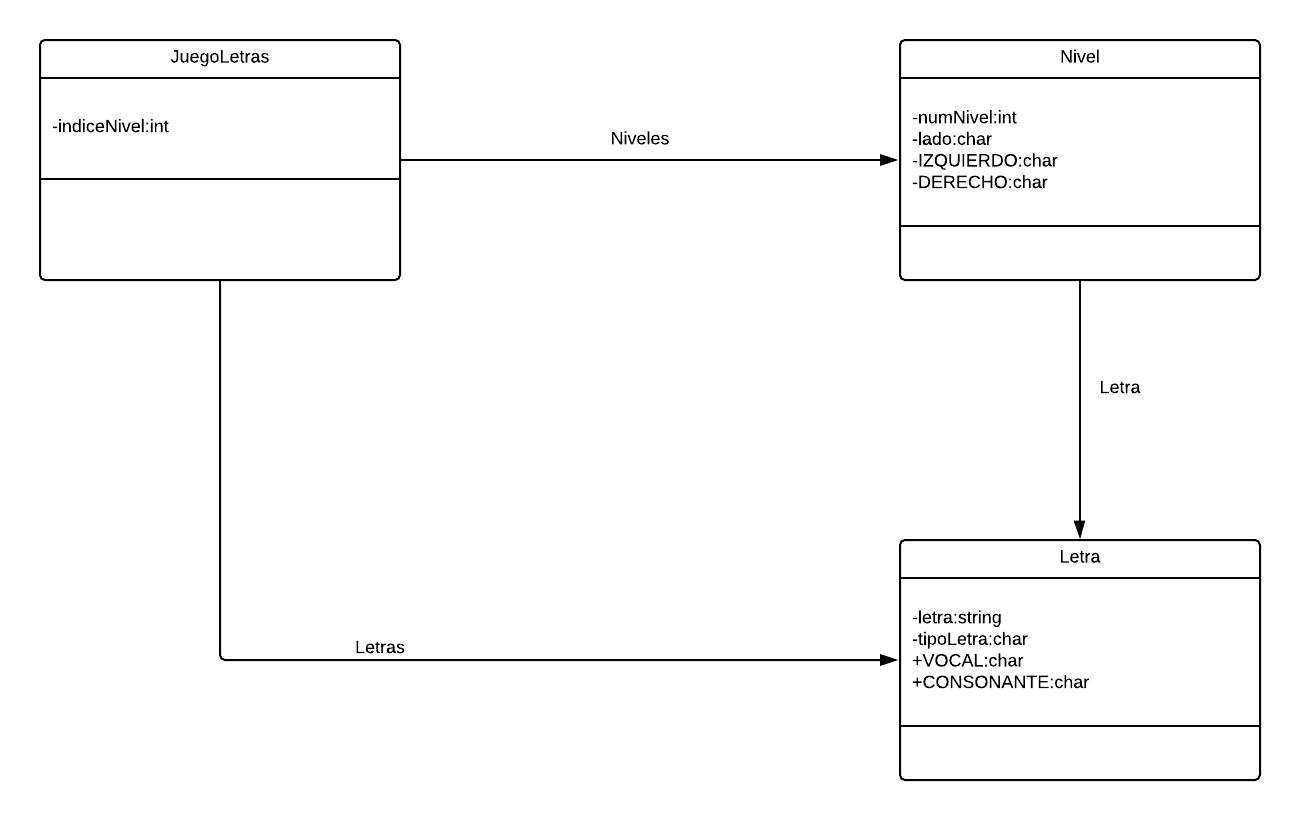 JuegoLetras
-indiceNivel:int
Niveles
Nivel
-numNivel:int
-lado:char
-IZQUIERDO:char
-DERECHO:char
Letra
Letras
Letra
-letra:string
-tipoLetra:char
+VOCAL:char
+CONSONANTE:char